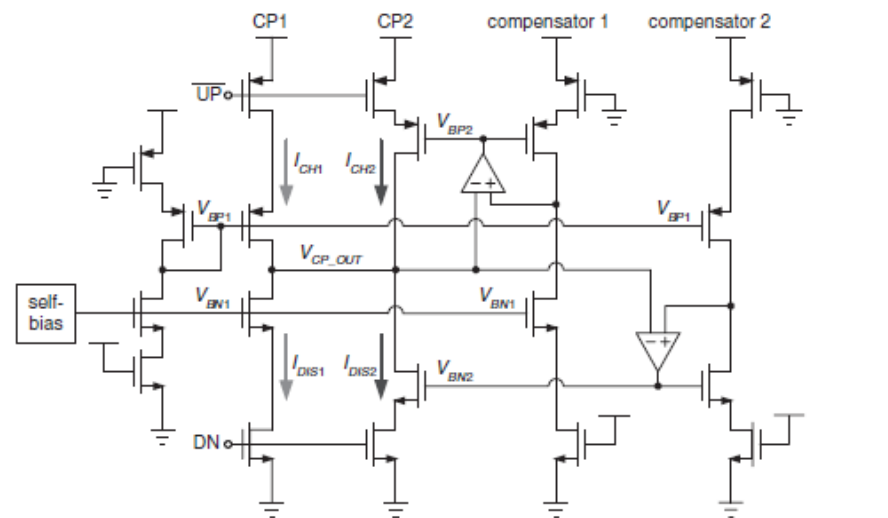 CP1 CP2 compensator 1 compensator 2
UP
V_BP2
- +
I_CH1 I_CH2
V_BP1 V_BP1
V_CP_OUT
self-
bias
V_BN1 V_BN1
- +
I_DIS1 I_DIS2
V_BN2
DN